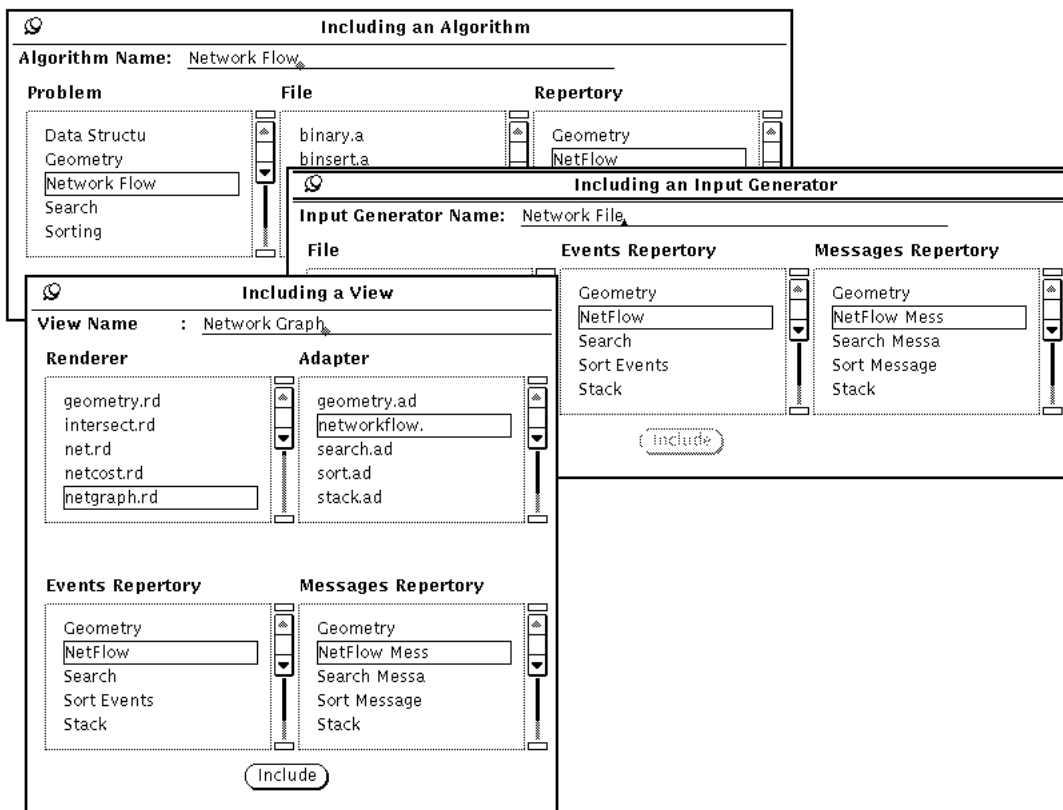 Including an Algorithm
Algorithm Name: Network Flow
Problem File Repertory
Data Structu
Geometry
Network Flow
Search
Sorting
binary.a
binsert.a
Geometry
NetFlow
Including an Input Generator
Input Generator Name: Network File
File Events Repertory Messages Repertory
Geometry
NetFlow
Search
Sort Events
Stack
Geometry
NetFlow Mess
Search Messa
Sort Message
Stack
Include
Including a View
View Name : Network Graph
Renderer Adapter
geometry.rd
intersect.rd
net.rd
netcost.rd
netgraph.rd
geometry.ad
networkflow.
search.ad
sort.ad
stack.ad
Events Repertory Messages Repertory
Geometry
NetFlow
Search
Sort Events
Stack
Geometry
NetFlow Mess
Search Messa
Sort Message
Stack
Include